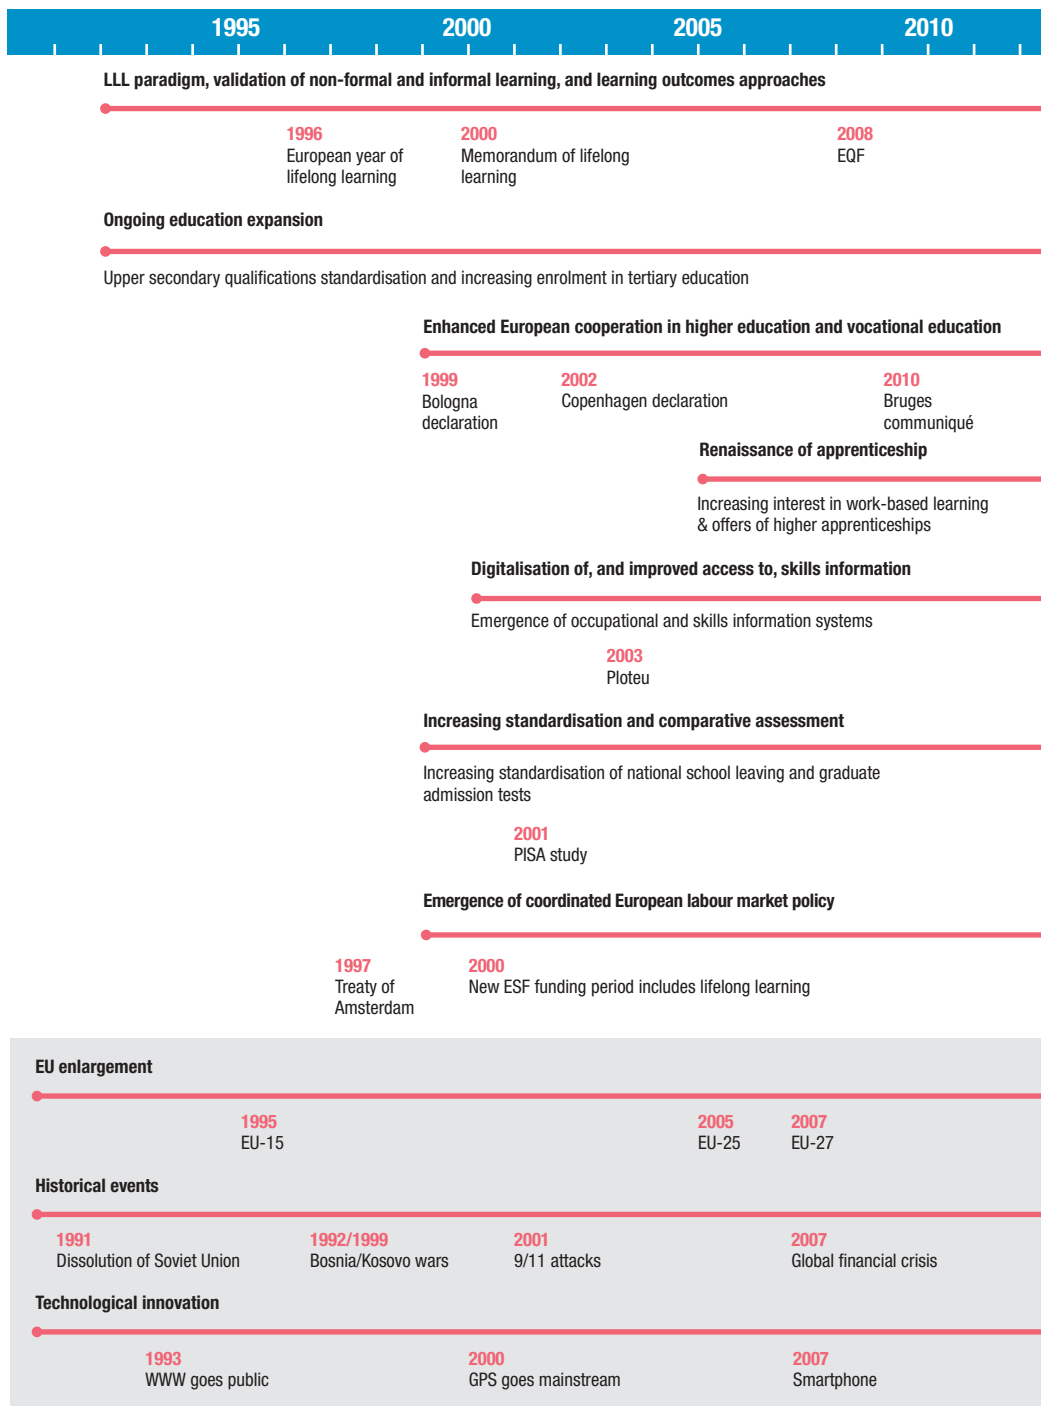 1995 2000 2005 2010
LLL paradigm, validation of non-formal and informal learning, and learning outcomes approaches
1996
European year of
lifelong learning
2000
Memorandum of lifelong
learning
2008
EQF
Ongoing education expansion
Upper secondary qualifications standardisation and increasing enrolment in tertiary education
Enhanced European cooperation in higher education and vocational education
1999
Bologna
declaration
2002
Copenhagen declaration
2010
Bruges
communiqué
Renaissance of apprenticeship
Increasing interest in work-based learning
& offers of higher apprenticeships
Digitalisation of, and improved access to, skills information
Emergence of occupational and skills information systems
2003
Ploteu
Increasing standardisation and comparative assessment
Increasing standardisation of national school leaving and graduate
admission tests
2001
PISA study
Emergence of coordinated European labour market policy
1997
Treaty of
Amsterdam
2000
New ESF funding period includes lifelong learning
EU enlargement
1995
EU-15
2005
EU-25
2007
EU-27
Historical events
1991
Dissolution of Soviet Union
1992/1999
Bosnia/Kosovo wars
2001
9/11 attacks
2007
Global financial crisis
Technological innovation
1993
WWW goes public
2000
GPS goes mainstream
2007
Smartphone